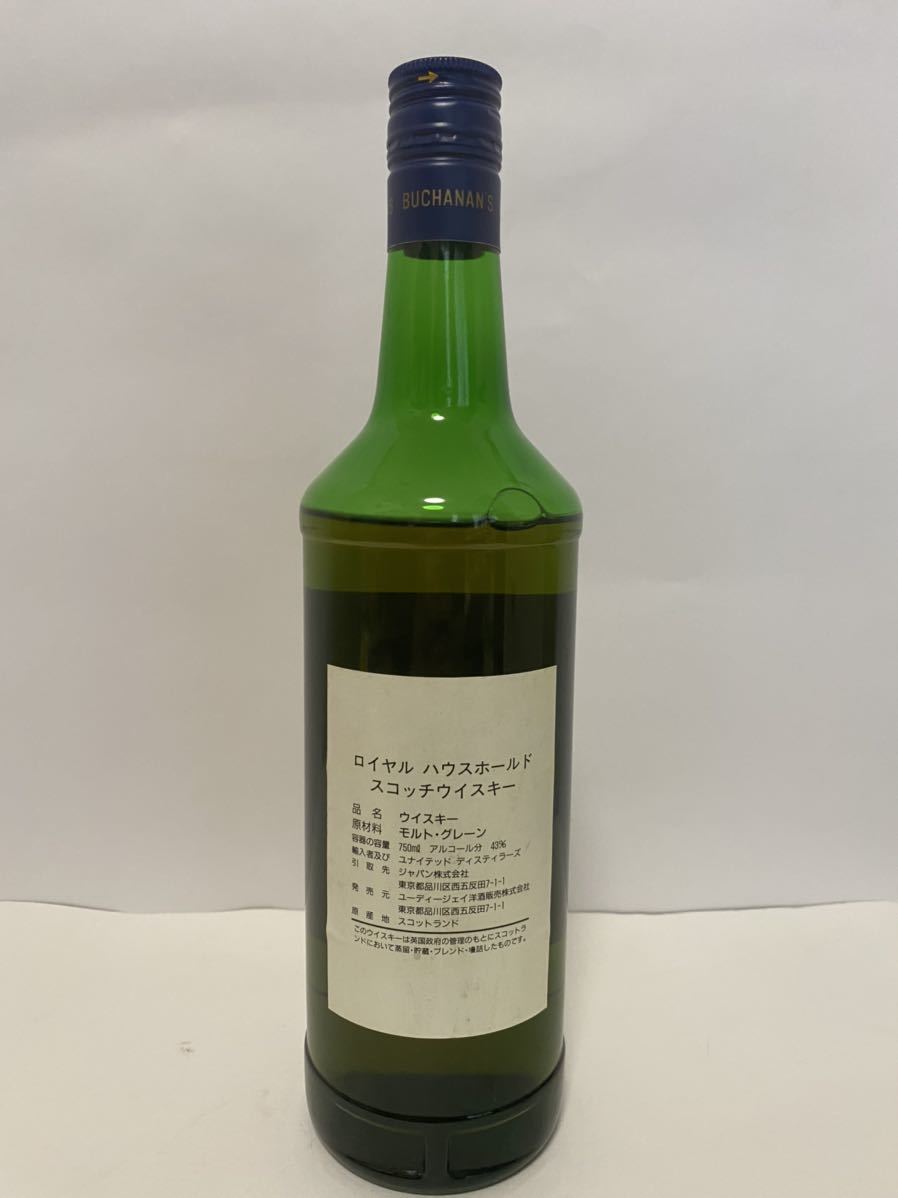 S BUCHANAN'S
ロイヤル ハウスホールド
スコッチウイスキー
品名 ウイスキー
原材料 モルト・グレーン
容器の容量 750ml アルコール分 43%
輸入者及び ユナイテッド ディスティラーズ
引取先 ジャパン株式会社
東京都品川区西五反田7-1-1
発売元 ユーディージェイ洋酒販売株式会社
東京都品川区西五反田7-1-1
原産地 スコットランド
このウイスキーは英国政府の管理のもとにスコットラ
ンドにおいて蒸留・貯蔵・ブレンド・壜詰したものです。